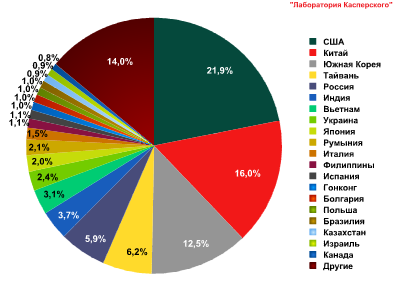 "Лаборатория Касперского"
0,8%
0,9%
0,9%
1,0%
1,0%
1,0%
1,0%
1,1%
1,1%
1,5%
2,1%
2,0%
2,4%
3,1%
3,7%
5,9%
6,2%
12,5%
16,0%
21,9%
14,0%
США
Китай
Южная Корея
Тайвань
Россия
Индия
Вьетнам
Украина
Япония
Румыния
Италия
Филиппины
Испания
Гонконг
Болгария
Польша
Бразилия
Казахстан
Израиль
Канада
Другие